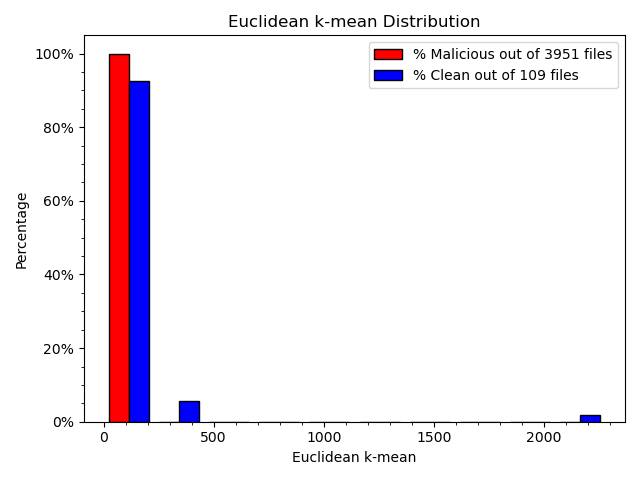 Euclidean k-mean Distribution
% Malicious out of 3951 files
% Clean out of 109 files
100%
80%
60%
40%
20%
0%
Percentage
0 500 1000 1500 2000
Euclidean k-mean